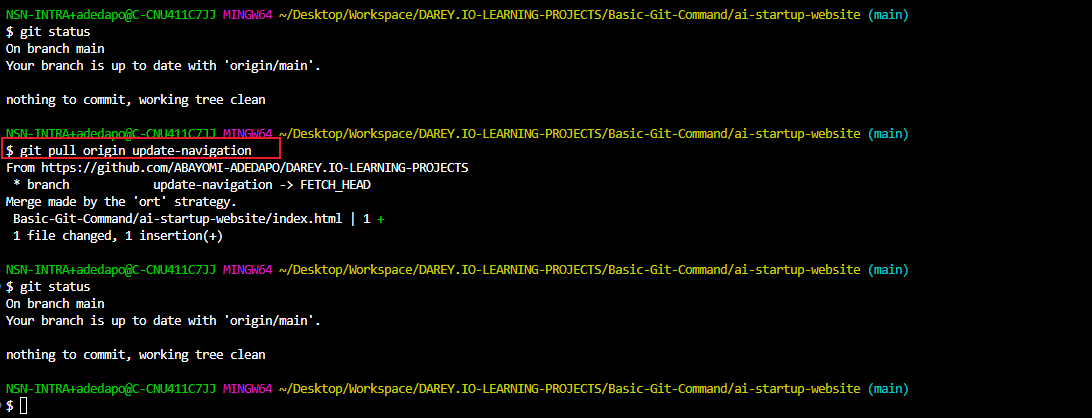 NSN-INTRA+adedapo@C-CNU411C7JJ MINGW64 ~/Desktop/Workspace/DAREY.IO-LEARNING-PROJECTS/Basic-Git-Command/ai-startup-website (main)
$ git status
On branch main
Your branch is up to date with 'origin/main'.
nothing to commit, working tree clean
NSN-INTRA+adedapo@C-CNU411C7JJ MINGW64 ~/Desktop/Workspace/DAREY.IO-LEARNING-PROJECTS/Basic-Git-Command/ai-startup-website (main)
$ git pull origin update-navigation
From https://github.com/ABAYOMI-ADEDAPO/DAREY.IO-LEARNING-PROJECTS
* branch update-navigation -> FETCH_HEAD
Merge made by the 'ort' strategy.
Basic-Git-Command/ai-startup-website/index.html | 1 +
1 file changed, 1 insertion(+)
NSN-INTRA+adedapo@C-CNU411C7JJ MINGW64 ~/Desktop/Workspace/DAREY.IO-LEARNING-PROJECTS/Basic-Git-Command/ai-startup-website (main)
$ git status
On branch main
Your branch is up to date with 'origin/main'.
nothing to commit, working tree clean
NSN-INTRA+adedapo@C-CNU411C7JJ MINGW64 ~/Desktop/Workspace/DAREY.IO-LEARNING-PROJECTS/Basic-Git-Command/ai-startup-website (main)
$